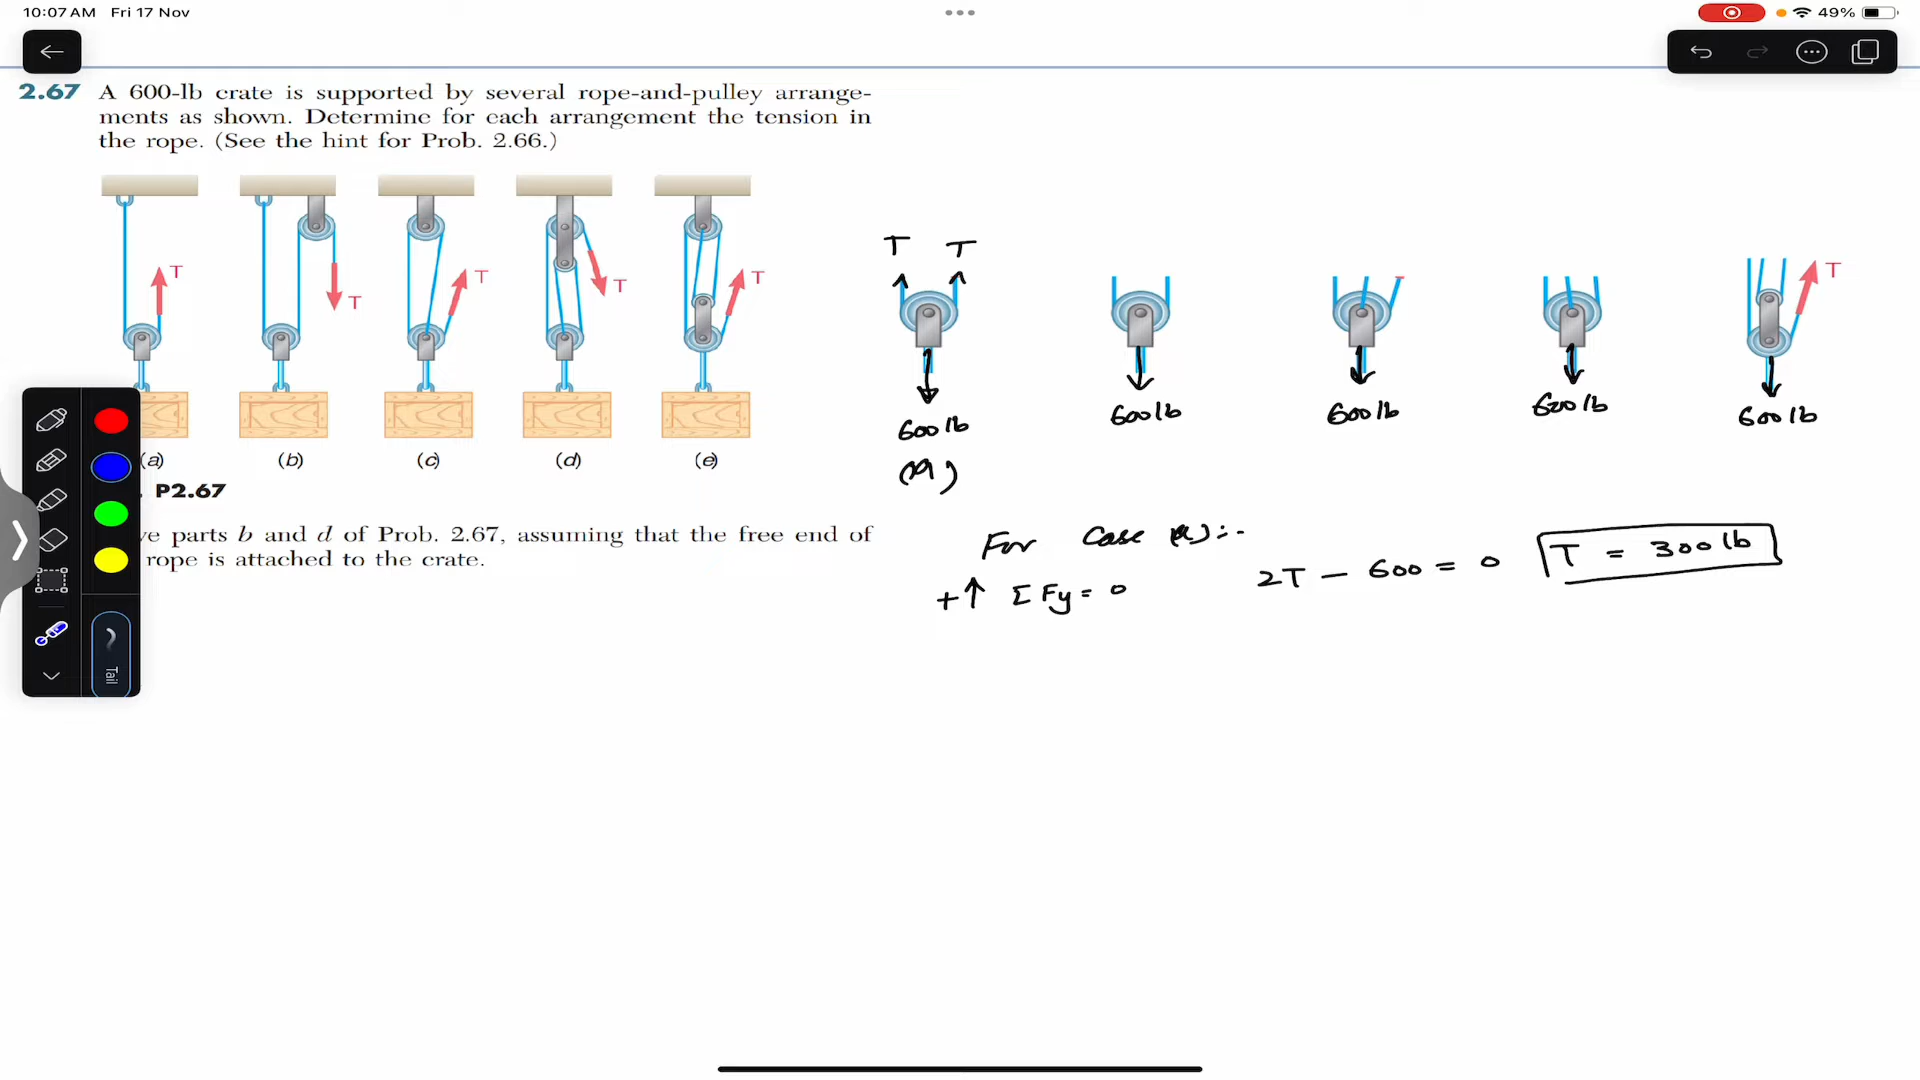 10:07 AM Fri 17 Nov
49%
2.67 A 600-lb crate is supported by several rope-and-pulley arrange-
ments as shown. Determine for each arrangement the tension in
the rope. (See the hint for Prob. 2.66.)
T
T
T
T
T
(a)
(b)
(c)
(d)
(e)
P2.67
ve parts b and d of Prob. 2.67, assuming that the free end of
rope is attached to the crate.
Tail
T T
T
600 lb
600 lb
600 lb
600 lb
600 lb
(a)
For Case (a):-
+↑ Σ Fy = 0
2T - 600 = 0
T = 300 lb